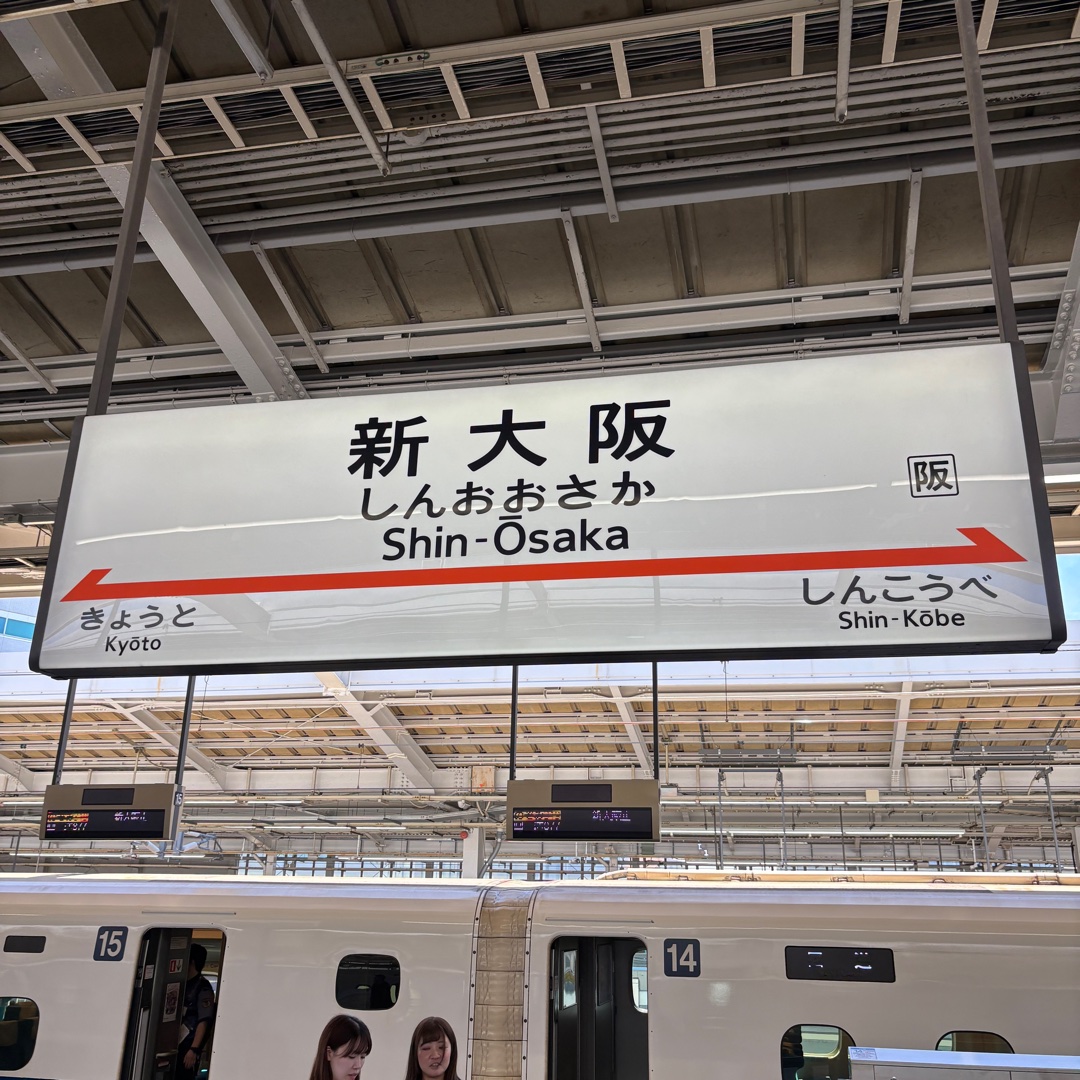 新大阪
しんおおさか
Shin-Ōsaka
阪
きょうと
Kyōto
しんこうべ
Shin-Kōbe
15
14